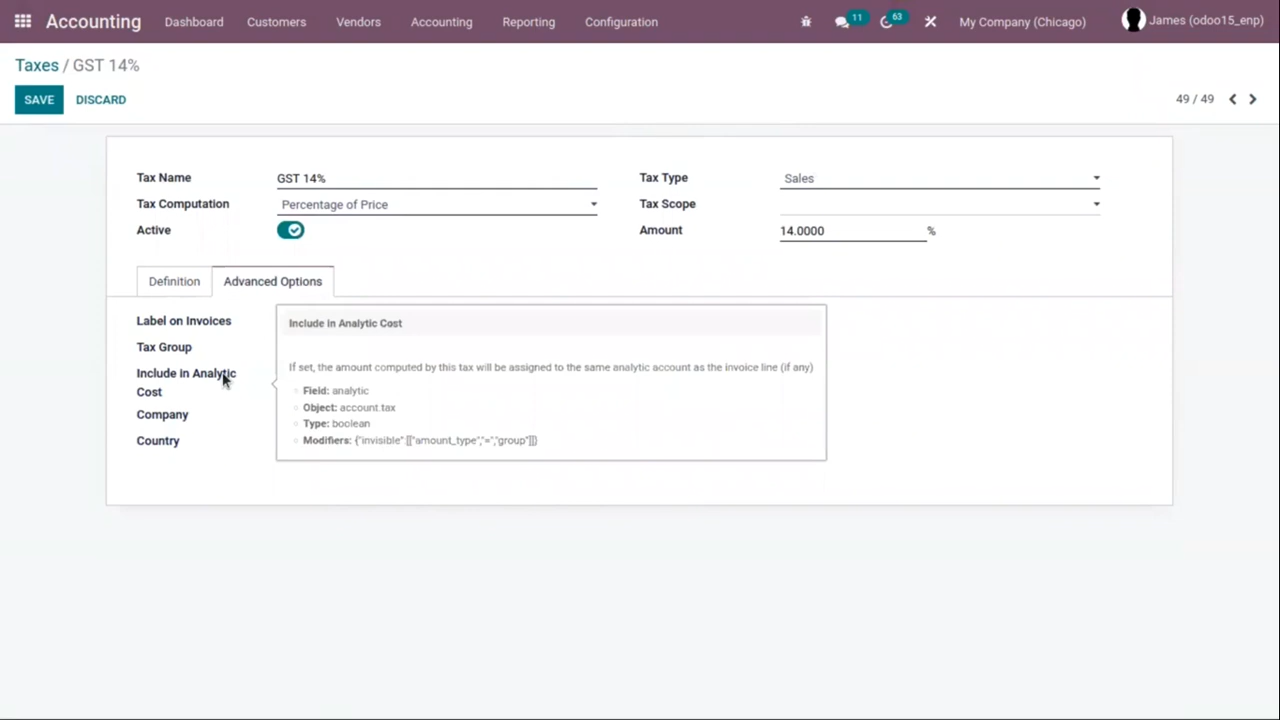 Accounting Dashboard Customers Vendors Accounting Reporting Configuration 11 63 My Company (Chicago) James (odoo15_enp)
Taxes / GST 14%
SAVE DISCARD 49 / 49
Tax Name GST 14% Tax Type Sales
Tax Computation Percentage of Price Tax Scope
Active Amount 14.0000 %
Definition Advanced Options
Label on Invoices
Tax Group
Include in Analytic Cost
Company
Country
Include in Analytic Cost
If set, the amount computed by this tax will be assigned to the same analytic account as the invoice line (if any)
Field: analytic
Object: account.tax
Type: boolean
Modifiers: {"invisible":[["amount_type","=","group"]]}